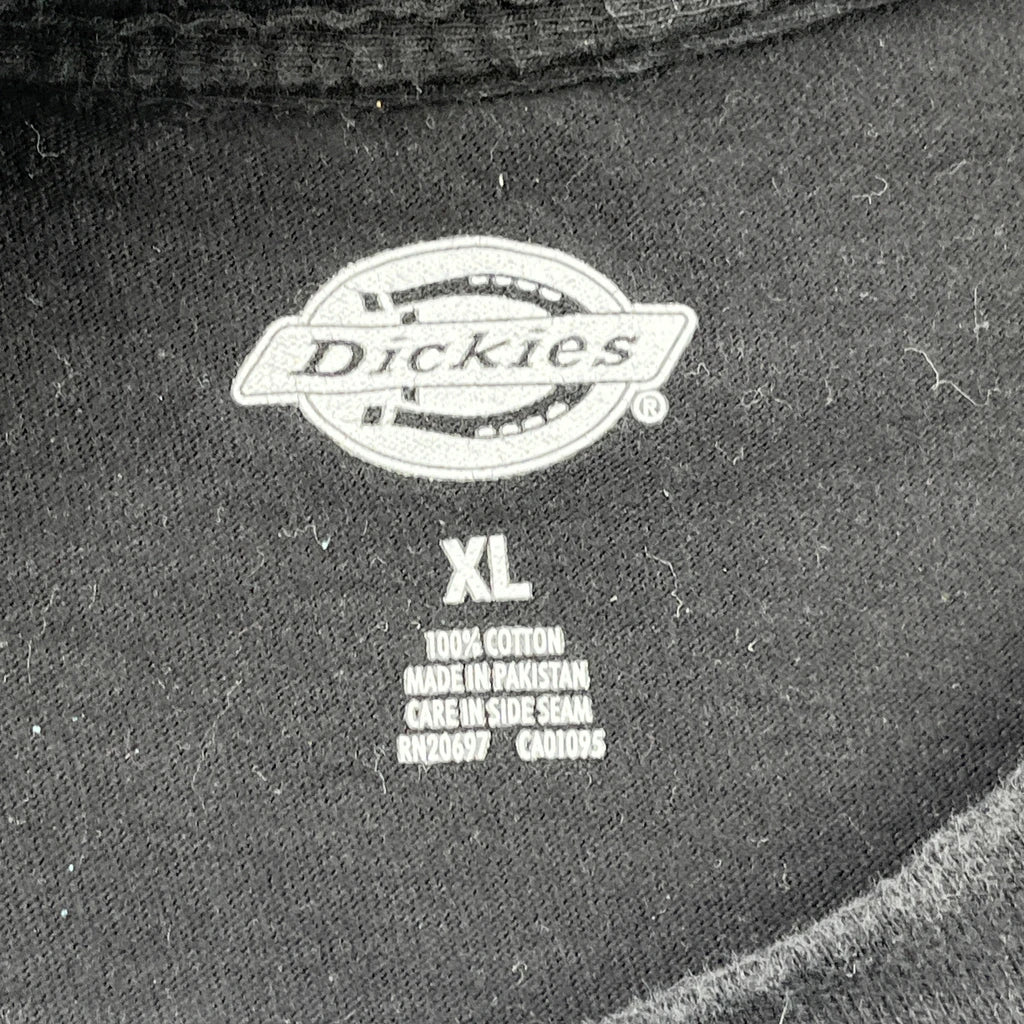 Dickies
®
XL
100% COTTON
MADE IN PAKISTAN
CARE IN SIDE SEAM
RN20697 CA01095